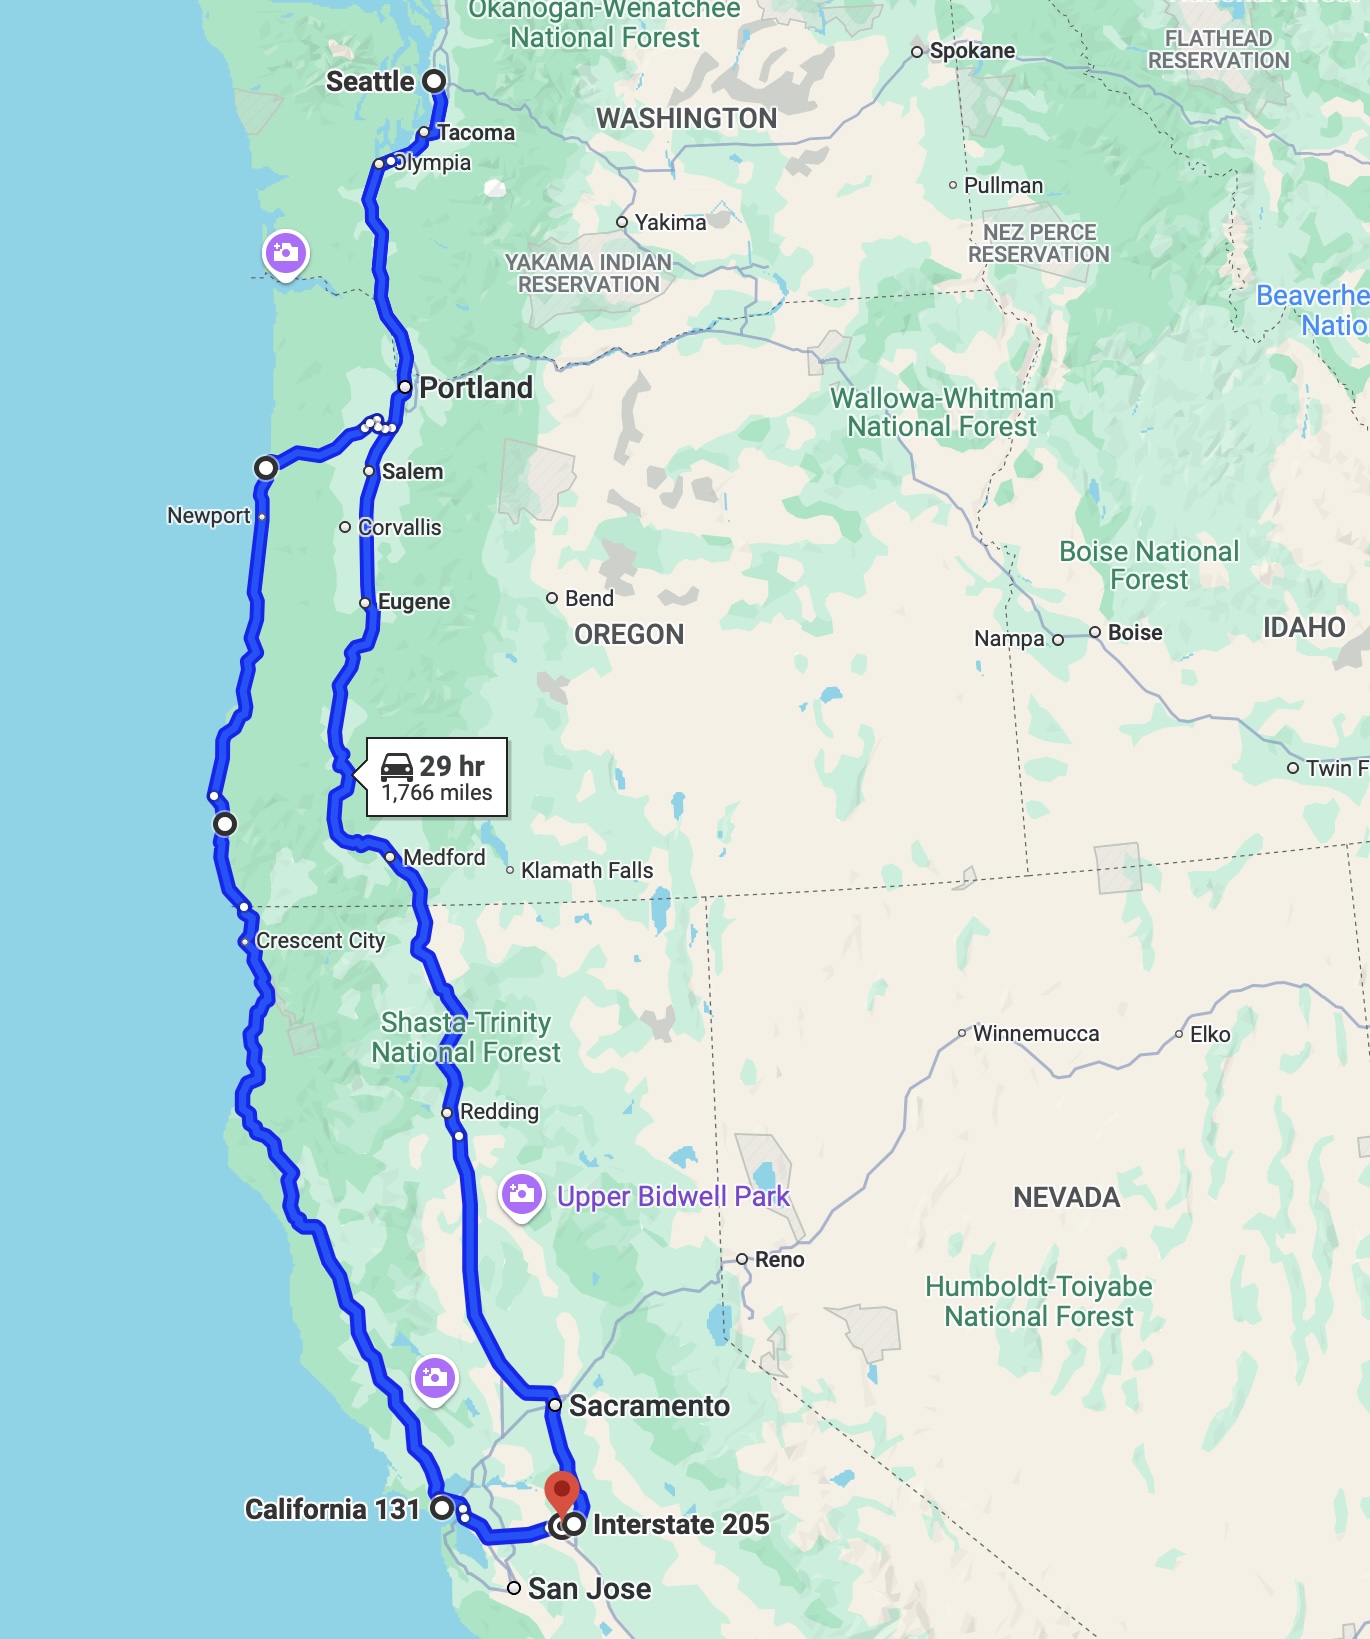 Okanogan-Wenatchee
National Forest
FLATHEAD
RESERVATION
Spokane
Seattle
WASHINGTON
Tacoma
Olympia
Pullman
Yakima
NEZ PERCE
RESERVATION
YAKAMA INDIAN
RESERVATION
Beaverhe
Natio
Portland
Wallowa-Whitman
National Forest
Salem
Newport
Corvallis
Boise National
Forest
Eugene
Bend
OREGON
Nampa
Boise
IDAHO
29 hr
1,766 miles
Twin F
Medford
Klamath Falls
Crescent City
Shasta-Trinity
National Forest
Winnemucca
Elko
Redding
Upper Bidwell Park
NEVADA
Reno
Humboldt-Toiyabe
National Forest
Sacramento
California 131
Interstate 205
San Jose